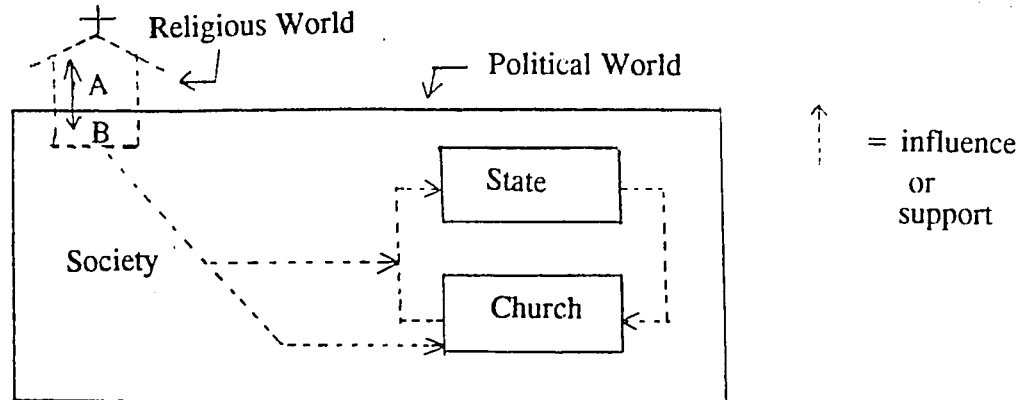 Religious World
Political World
A
B
= influence
or
support
State
Society
Church